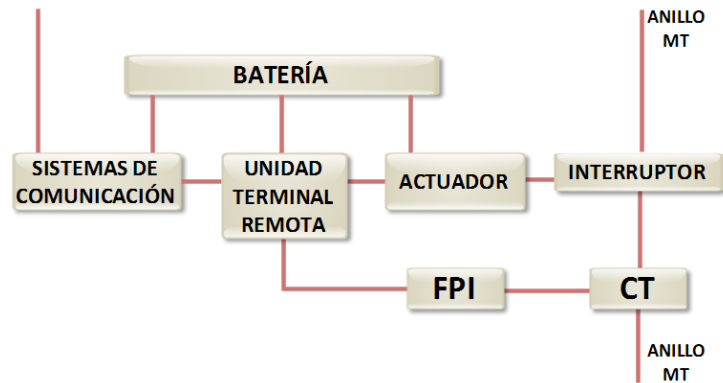 ANILLO
MT
BATERÍA
SISTEMAS DE
COMUNICACIÓN
UNIDAD
TERMINAL
REMOTA
ACTUADOR
INTERRUPTOR
FPI
CT
ANILLO
MT